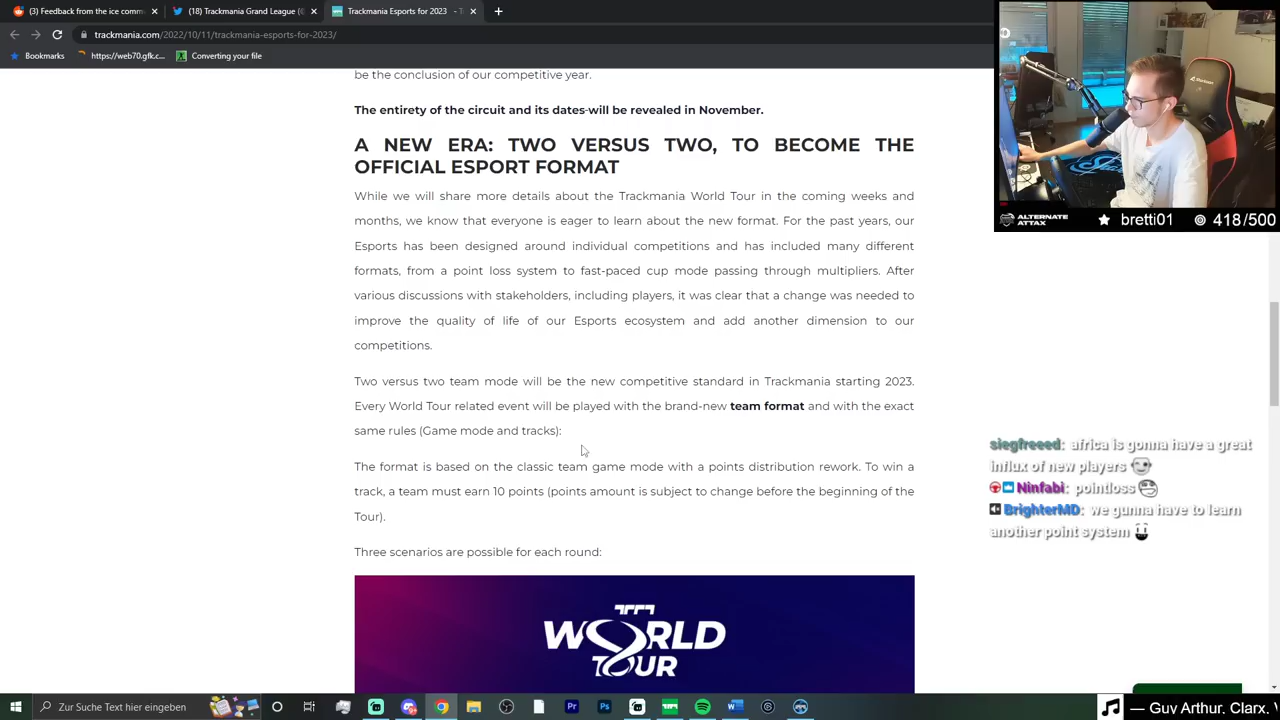 (3) Feedback from the ice comm
(18) Trackmania Grand League
Trackmania Esports for 2023
trackmania.com/2022/10/11/trackmania-esports-for-2023/
Bookmarks
https://web70.gfkc...
Converting your file
be the conclusion of our competitive year.
The entirety of the circuit and its dates will be revealed in November.
A NEW ERA: TWO VERSUS TWO, TO BECOME THE
OFFICIAL ESPORT FORMAT
While we will share more details about the Trackmania World Tour in the coming weeks and
months, we know that everyone is eager to learn about the new format. For the past years, our
Esports has been designed around individual competitions and has included many different
formats, from a point loss system to fast-paced cup mode passing through multipliers. After
various discussions with stakeholders, including players, it was clear that a change was needed to
improve the quality of life of our Esports ecosystem and add another dimension to our
competitions.
Two versus two team mode will be the new competitive standard in Trackmania starting 2023.
Every World Tour related event will be played with the brand-new team format and with the exact
same rules (Game mode and tracks):
The format is based on the classic team game mode with a points distribution rework. To win a
track, a team must earn 10 points (points amount is subject to change before the beginning of the
Tour).
Three scenarios are possible for each round:
WORLD
TOUR
ALTERNATE
ATTAX
bretti01
418/500
siegfreeed: africa is gonna have a great
influx of new players
Ninfabi: pointloss
BrighterMD: we gunna have to learn
another point system
Zur Suche Text hier eingeben
— Guy Arthur, Clarx,